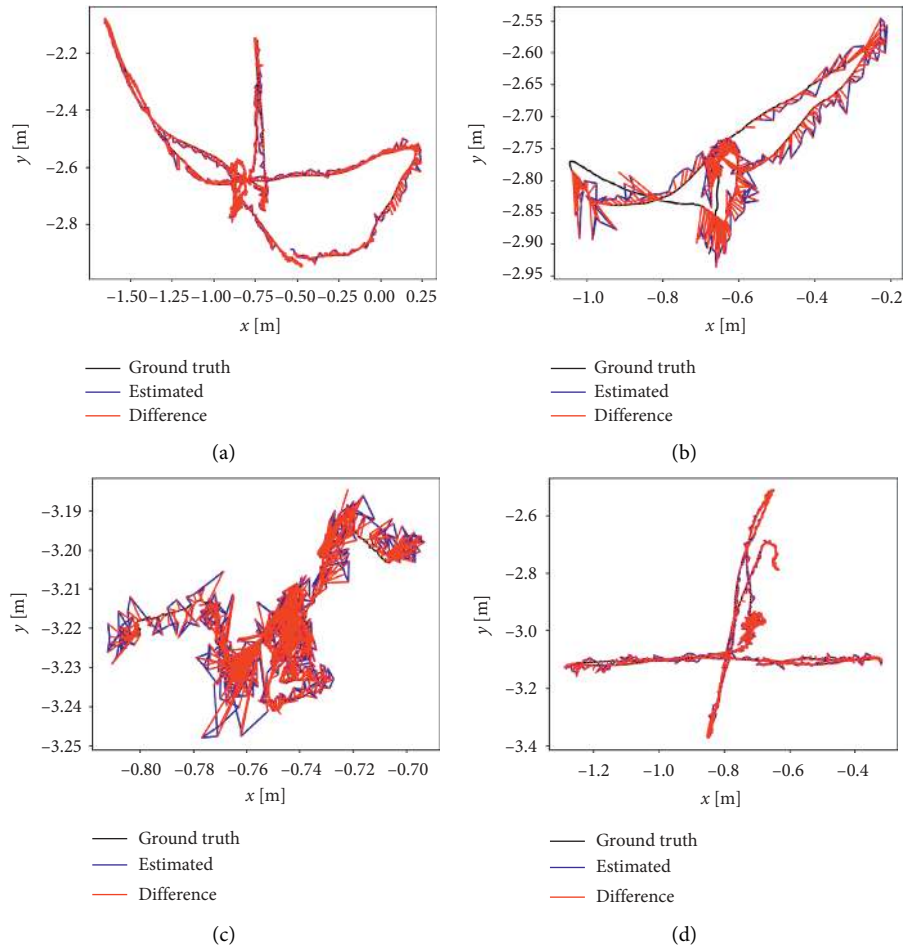 −2.2
−2.4
−2.6
−2.8
y [m]
−1.50 −1.25 −1.00 −0.75 −0.50 −0.25 0.00 0.25
x [m]
Ground truth
Estimated
Difference
(a)
−2.55
−2.60
−2.65
−2.70
−2.75
−2.80
−2.85
−2.90
−2.95
y [m]
−1.0 −0.8 −0.6 −0.4 −0.2
x [m]
Ground truth
Estimated
Difference
(b)
−3.19
−3.20
−3.21
−3.22
−3.23
−3.24
−3.25
y [m]
−0.80 −0.78 −0.76 −0.74 −0.72 −0.70
x [m]
Ground truth
Estimated
Difference
(c)
−2.6
−2.8
−3.0
−3.2
−3.4
y [m]
−1.2 −1.0 −0.8 −0.6 −0.4
x [m]
Ground truth
Estimated
Difference
(d)